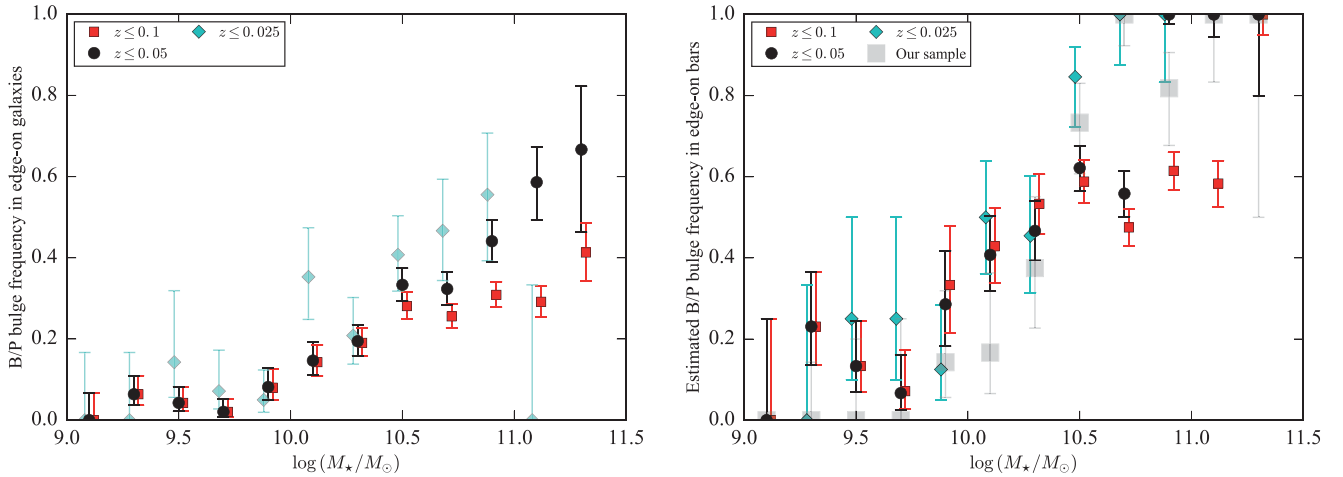 B/P bulge frequency in edge-on galaxies
1.0
0.8
0.6
0.4
0.2
0.0
z ≤ 0.1
z ≤ 0.05
z ≤ 0.025
9.0 9.5 10.0 10.5 11.0 11.5
log (M⋆/M⊙)
Estimated B/P bulge frequency in edge-on bars
1.0
0.8
0.6
0.4
0.2
0.0
z ≤ 0.1
z ≤ 0.05
z ≤ 0.025
Our sample
9.0 9.5 10.0 10.5 11.0 11.5
log (M⋆/M⊙)